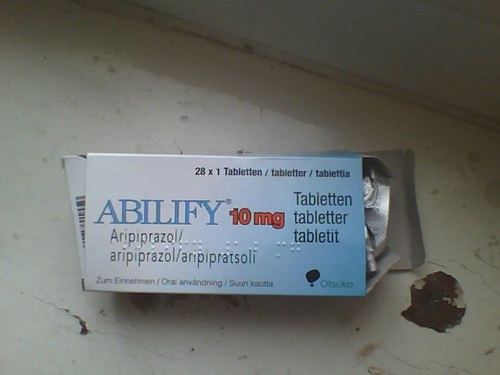 28 x 1 Tabletten / tabletter / tablettia
ABILIFY® 10 mg
Tabletten
tabletter
tabletit
Aripiprazol/
aripiprazol/aripipratsoli
Zum Einnehmen / Oral användning / Suun kautta
Otsuka